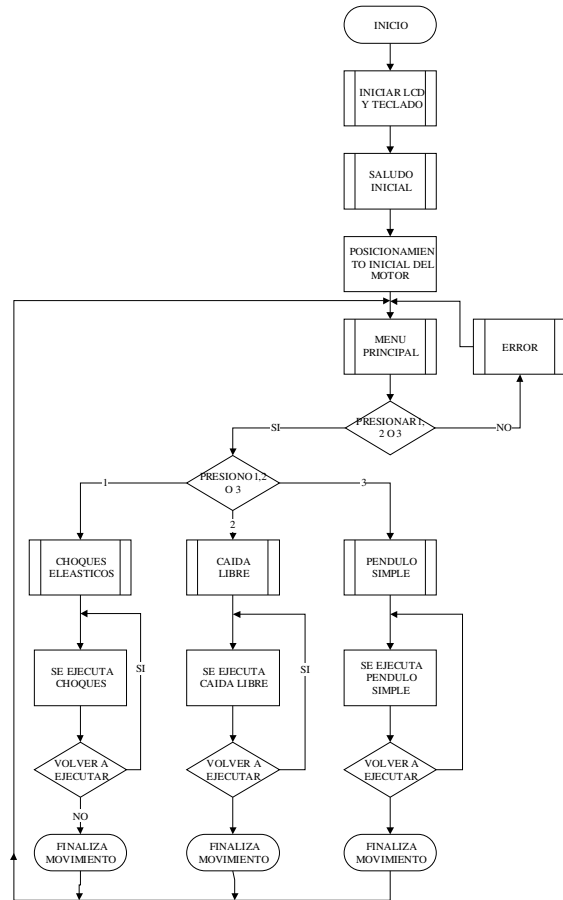 INICIO
INICIAR LCD
Y TECLADO
SALUDO
INICIAL
POSICIONAMIEN
TO INICIAL DEL
MOTOR
MENU
PRINCIPAL
ERROR
PRESIONAR 1,
2 O 3
SI
NO
PRESIONO 1,2
O 3
1
2
3
CHOQUES
ELEASTICOS
CAIDA
LIBRE
PENDULO
SIMPLE
SE EJECUTA
CHOQUES
SI
SE EJECUTA
CAIDA LIBRE
SI
SE EJECUTA
PENDULO
SIMPLE
VOLVER A
EJECUTAR
VOLVER A
EJECUTAR
VOLVER A
EJECUTAR
NO
FINALIZA
MOVIMIENTO
FINALIZA
MOVIMIENTO
FINALIZA
MOVIMIENTO